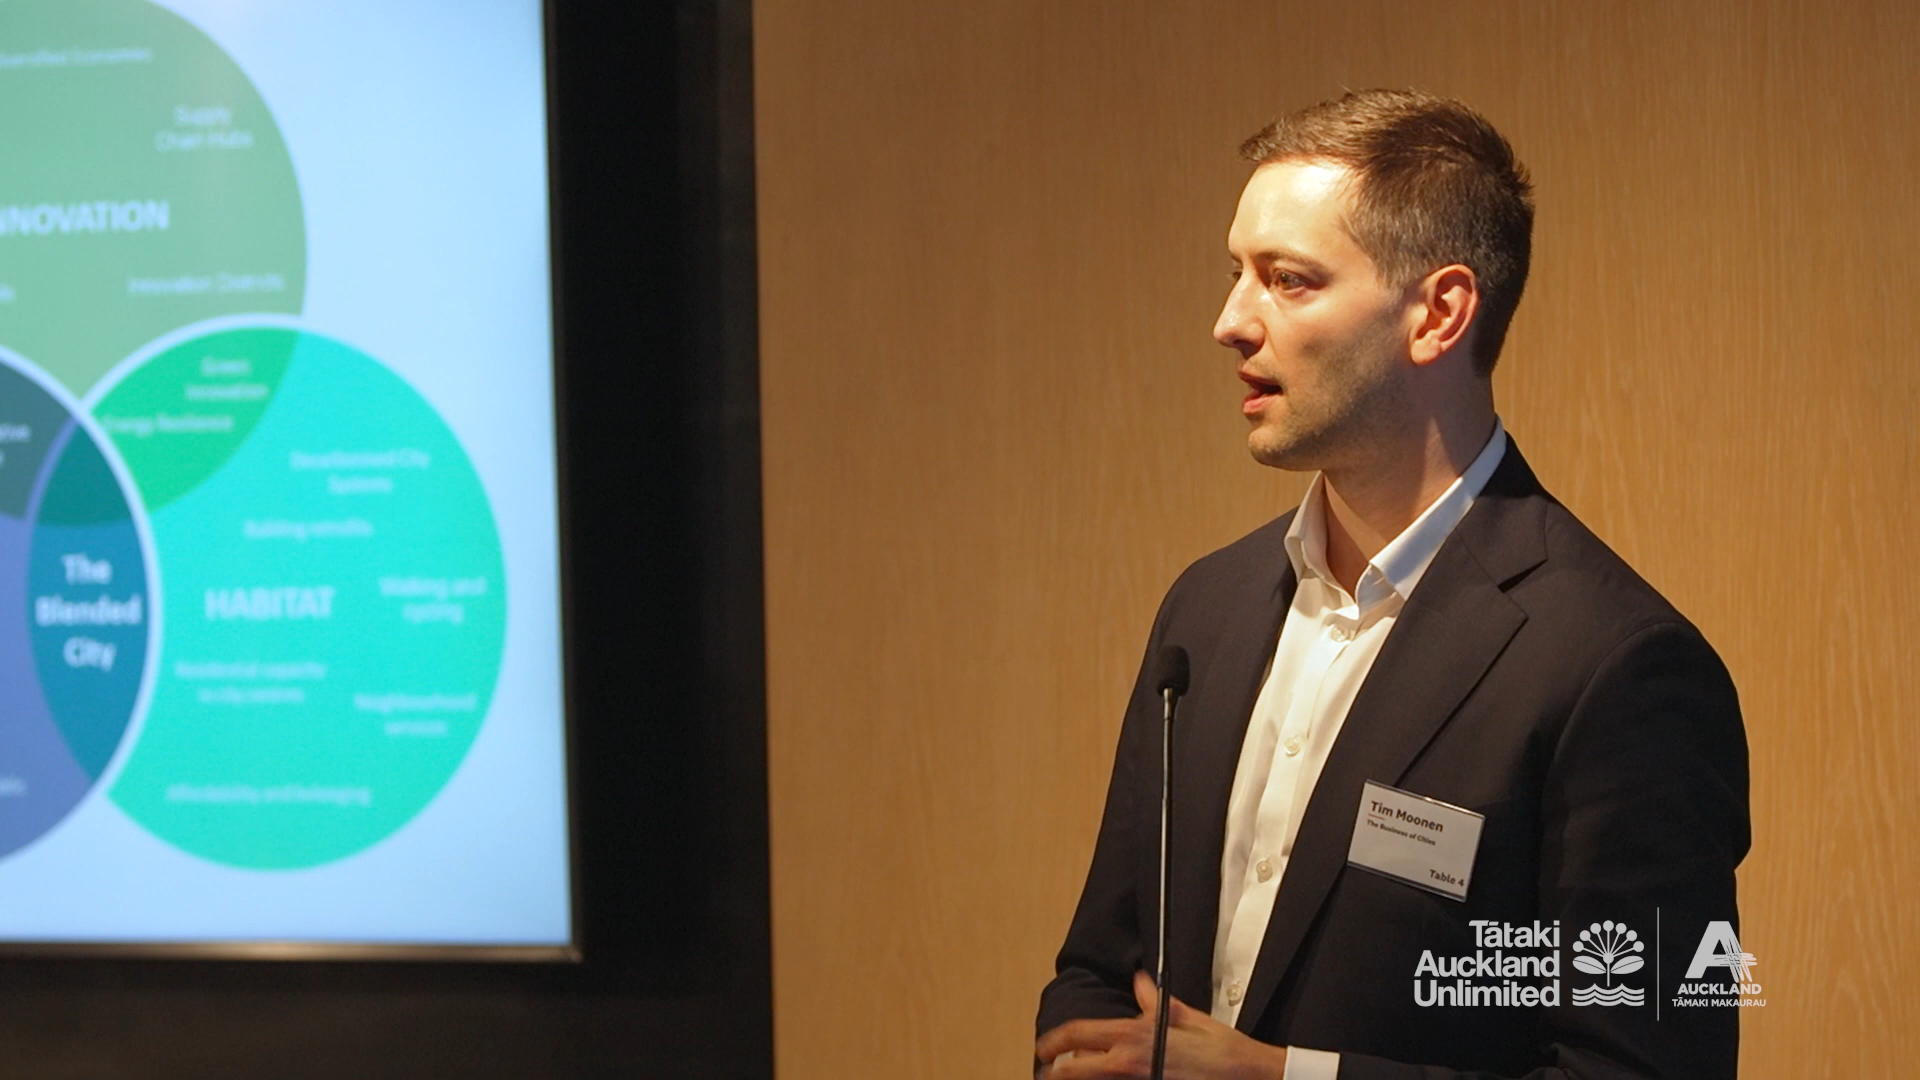 Supply
Chain Hubs
NNOVATION
Innovation Districts
Green
Innovation
Energy Resilience
Decarbonised City
Systems
Building retrofits
The
Blended
City
HABITAT
Walking and
cycling
Residential capacity
in city centres
Neighbourhood
services
Affordability and belonging
Tim Moonen
The Business of Cities
Table 4
Tātaki
Auckland
Unlimited
AUCKLAND
TĀMAKI MAKAURAU